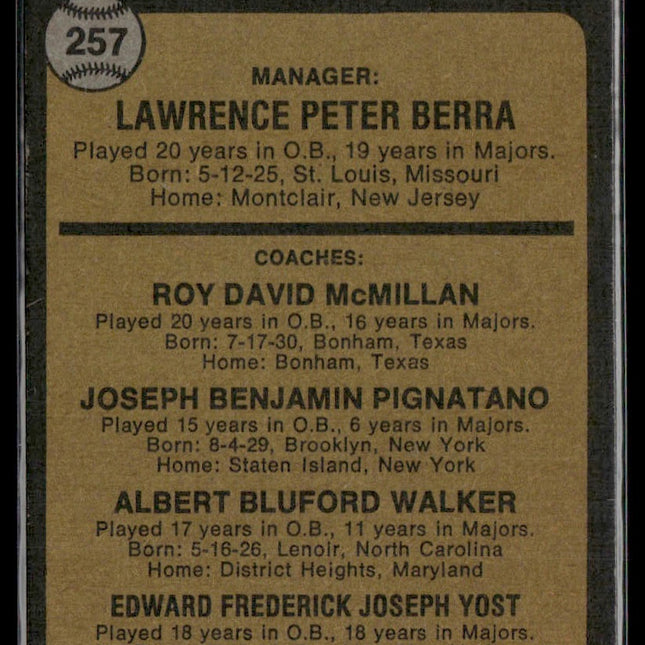 257
MANAGER:
LAWRENCE PETER BERRA
Played 20 years in O.B., 19 years in Majors.
Born: 5-12-25, St. Louis, Missouri
Home: Montclair, New Jersey
COACHES:
ROY DAVID McMILLAN
Played 20 years in O.B., 16 years in Majors.
Born: 7-17-30, Bonham, Texas
Home: Bonham, Texas
JOSEPH BENJAMIN PIGNATANO
Played 15 years in O.B., 6 years in Majors.
Born: 8-4-29, Brooklyn, New York
Home: Staten Island, New York
ALBERT BLUFORD WALKER
Played 17 years in O.B., 11 years in Majors.
Born: 5-16-26, Lenoir, North Carolina
Home: District Heights, Maryland
EDWARD FREDERICK JOSEPH YOST
Played 18 years in O.B., 18 years in Majors.